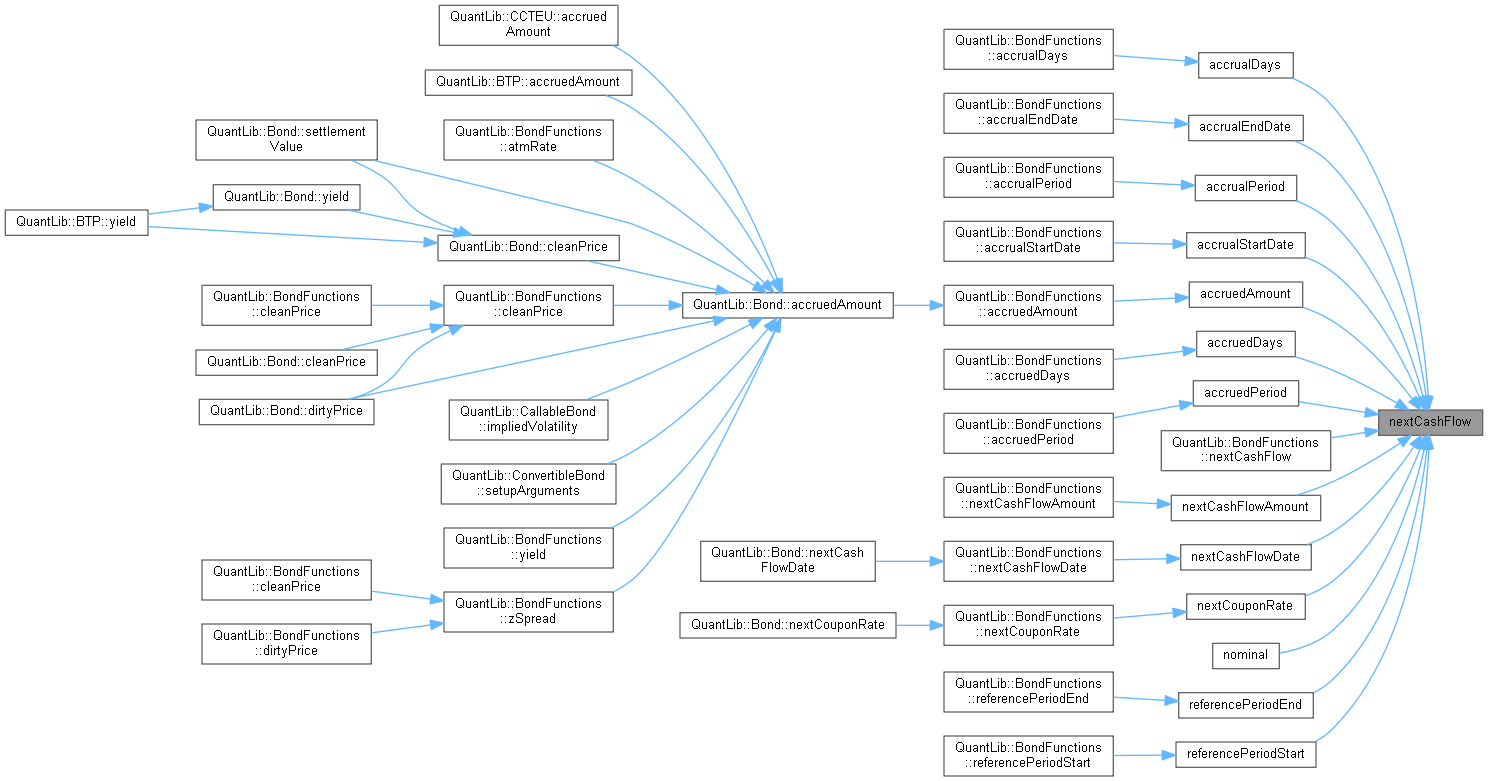 QuantLib::CCTEU::accrued
Amount
QuantLib::BTP::accruedAmount
QuantLib::BondFunctions
::atmRate
QuantLib::Bond::settlement
Value
QuantLib::Bond::yield
QuantLib::BTP::yield
QuantLib::Bond::cleanPrice
QuantLib::BondFunctions
::cleanPrice
QuantLib::BondFunctions
::cleanPrice
QuantLib::Bond::cleanPrice
QuantLib::Bond::dirtyPrice
QuantLib::CallableBond
::impliedVolatility
QuantLib::ConvertibleBond
::setupArguments
QuantLib::BondFunctions
::yield
QuantLib::BondFunctions
::cleanPrice
QuantLib::BondFunctions
::zSpread
QuantLib::BondFunctions
::dirtyPrice
QuantLib::Bond::accruedAmount
QuantLib::Bond::nextCash
FlowDate
QuantLib::Bond::nextCouponRate
QuantLib::BondFunctions
::accrualDays
QuantLib::BondFunctions
::accrualEndDate
QuantLib::BondFunctions
::accrualPeriod
QuantLib::BondFunctions
::accrualStartDate
QuantLib::BondFunctions
::accruedAmount
QuantLib::BondFunctions
::accruedDays
QuantLib::BondFunctions
::accruedPeriod
QuantLib::BondFunctions
::nextCashFlow
QuantLib::BondFunctions
::nextCashFlowAmount
QuantLib::BondFunctions
::nextCashFlowDate
QuantLib::BondFunctions
::nextCouponRate
QuantLib::BondFunctions
::referencePeriodEnd
QuantLib::BondFunctions
::referencePeriodStart
accrualDays
accrualEndDate
accrualPeriod
accrualStartDate
accruedAmount
accruedDays
accruedPeriod
nextCashFlowAmount
nextCashFlowDate
nextCouponRate
nominal
referencePeriodEnd
referencePeriodStart
nextCashFlow